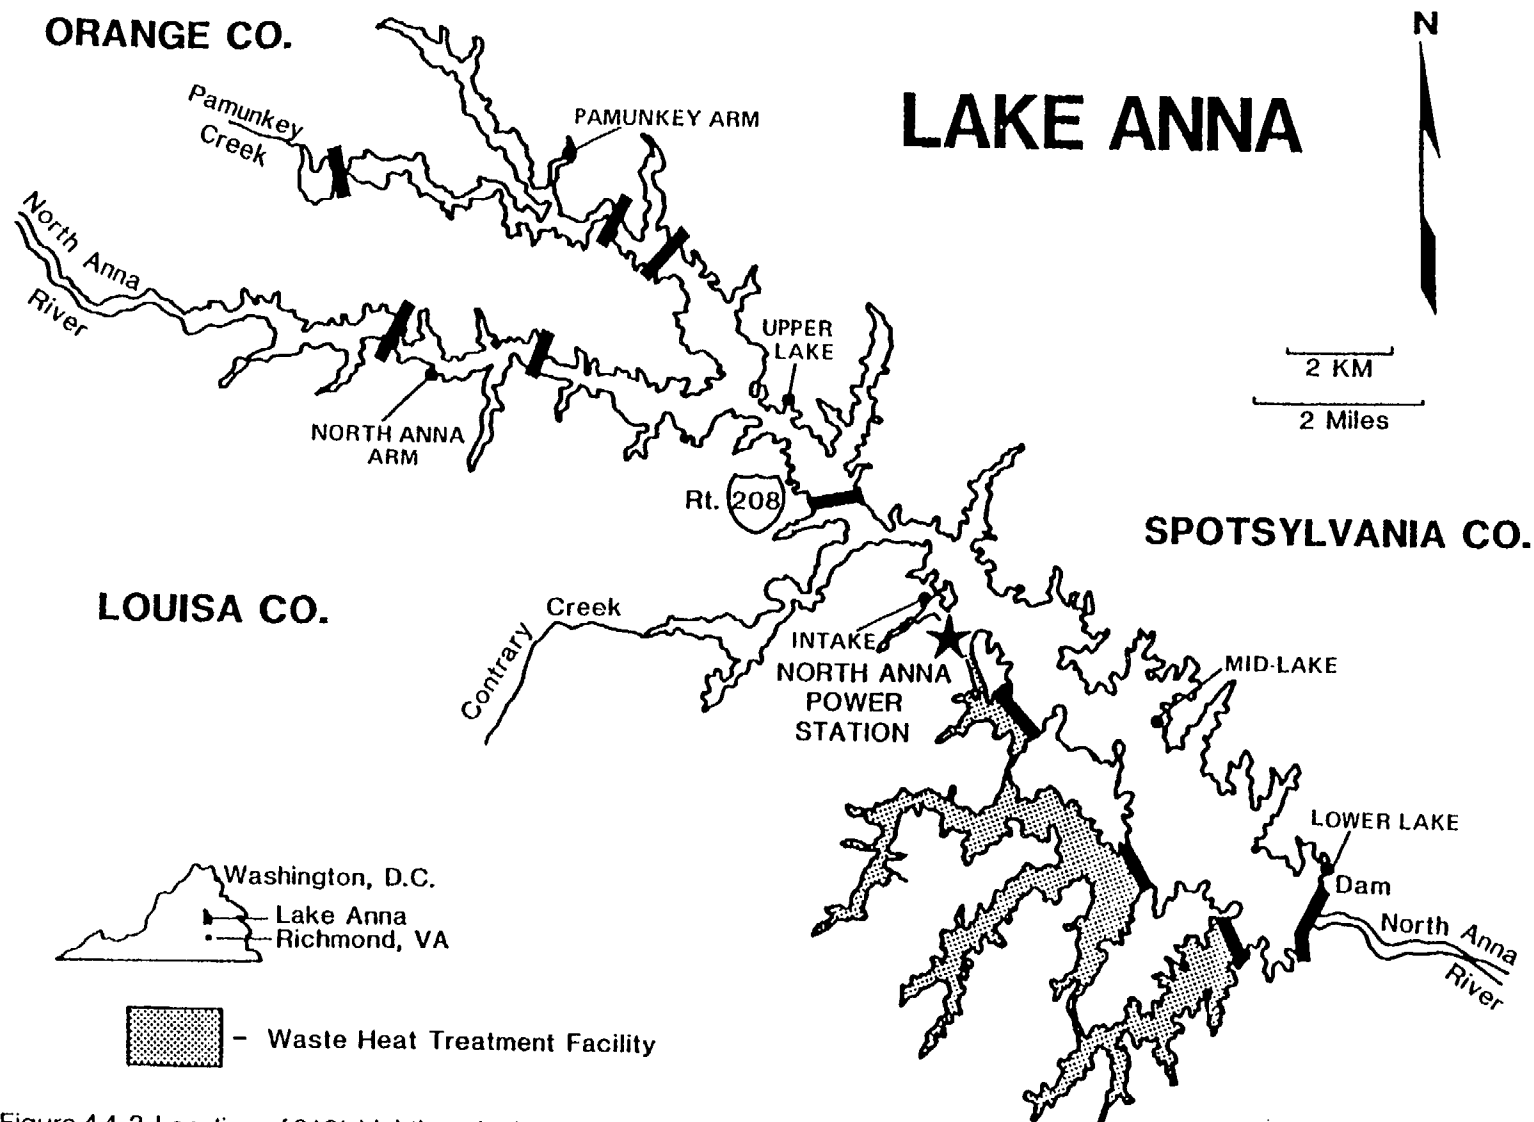 ORANGE CO.
N
LAKE ANNA
Pamunkey
Creek
PAMUNKEY ARM
North Anna
River
UPPER
LAKE
2 KM
2 Miles
NORTH ANNA
ARM
Rt. 208
SPOTSYLVANIA CO.
LOUISA CO.
Contrary Creek
INTAKE
NORTH ANNA
POWER
STATION
MID-LAKE
LOWER LAKE
Dam
North Anna
River
Washington, D.C.
Lake Anna
Richmond, VA
- Waste Heat Treatment Facility